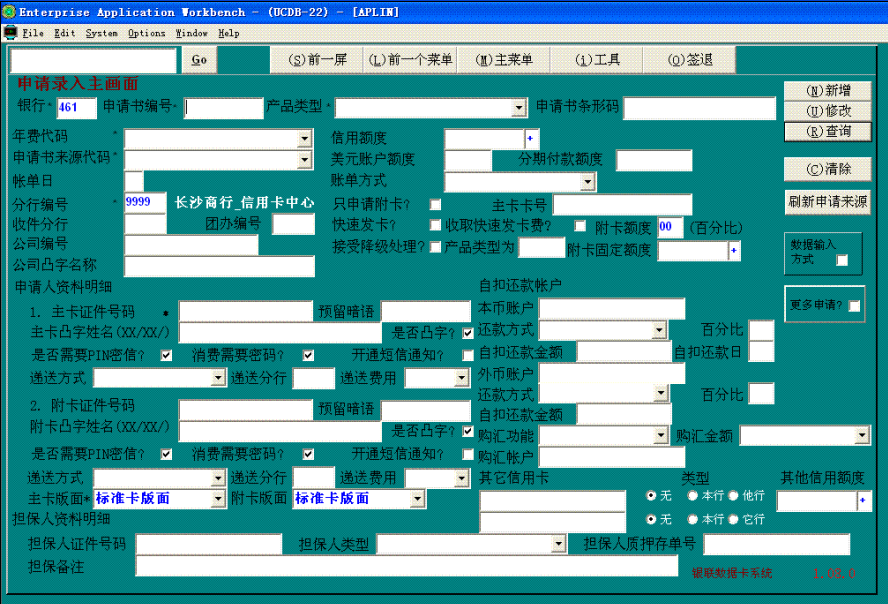 Enterprise Application Workbench - (UCDB-22) - [APLIN]
File Edit System Options Window Help
Go (S)前一屏 (L)前一个菜单 (M)主菜单 (i)工具 (O)签退
申请录入主画面
银行* 461 申请书编号* 产品类型* 申请书条形码
(N)新增
(U)修改
(R)查询
(C)清除
刷新申请来源
数据输入方式
更多申请?
年费代码 * 信用额度 +
申请书来源代码* 美元账户额度 分期付款额度
帐单日 账单方式
分行编号 * 9999 长沙商行_信用卡中心 只申请附卡? 主卡卡号
收件分行 团办编号 快速发卡? 收取快速发卡费? 附卡额度 00 (百分比)
公司编号 接受降级处理? 产品类型为 附卡固定额度 +
公司凸字名称
申请人资料明细 自扣还款帐户
1. 主卡证件号码 * 预留暗语 本币账户
主卡凸字姓名(XX/XX/) 是否凸字? 还款方式 百分比
是否需要PIN密信? 消费需要密码? 开通短信通知? 自扣还款金额 自扣还款日
递送方式 递送分行 递送费用 外币账户
还款方式 百分比
2. 附卡证件号码 预留暗语 自扣还款金额
附卡凸字姓名(XX/XX/) 是否凸字? 购汇功能 购汇金额
是否需要PIN密信? 消费需要密码? 开通短信通知? 购汇帐户
递送方式 递送分行 递送费用 其它信用卡 类型 其他信用额度
主卡版面* 标准卡版面 附卡版面 标准卡版面 无 本行 他行 +
担保人资料明细 无 本行 它行
担保人证件号码 担保人类型 担保人质押存单号
担保备注 银联数据卡系统